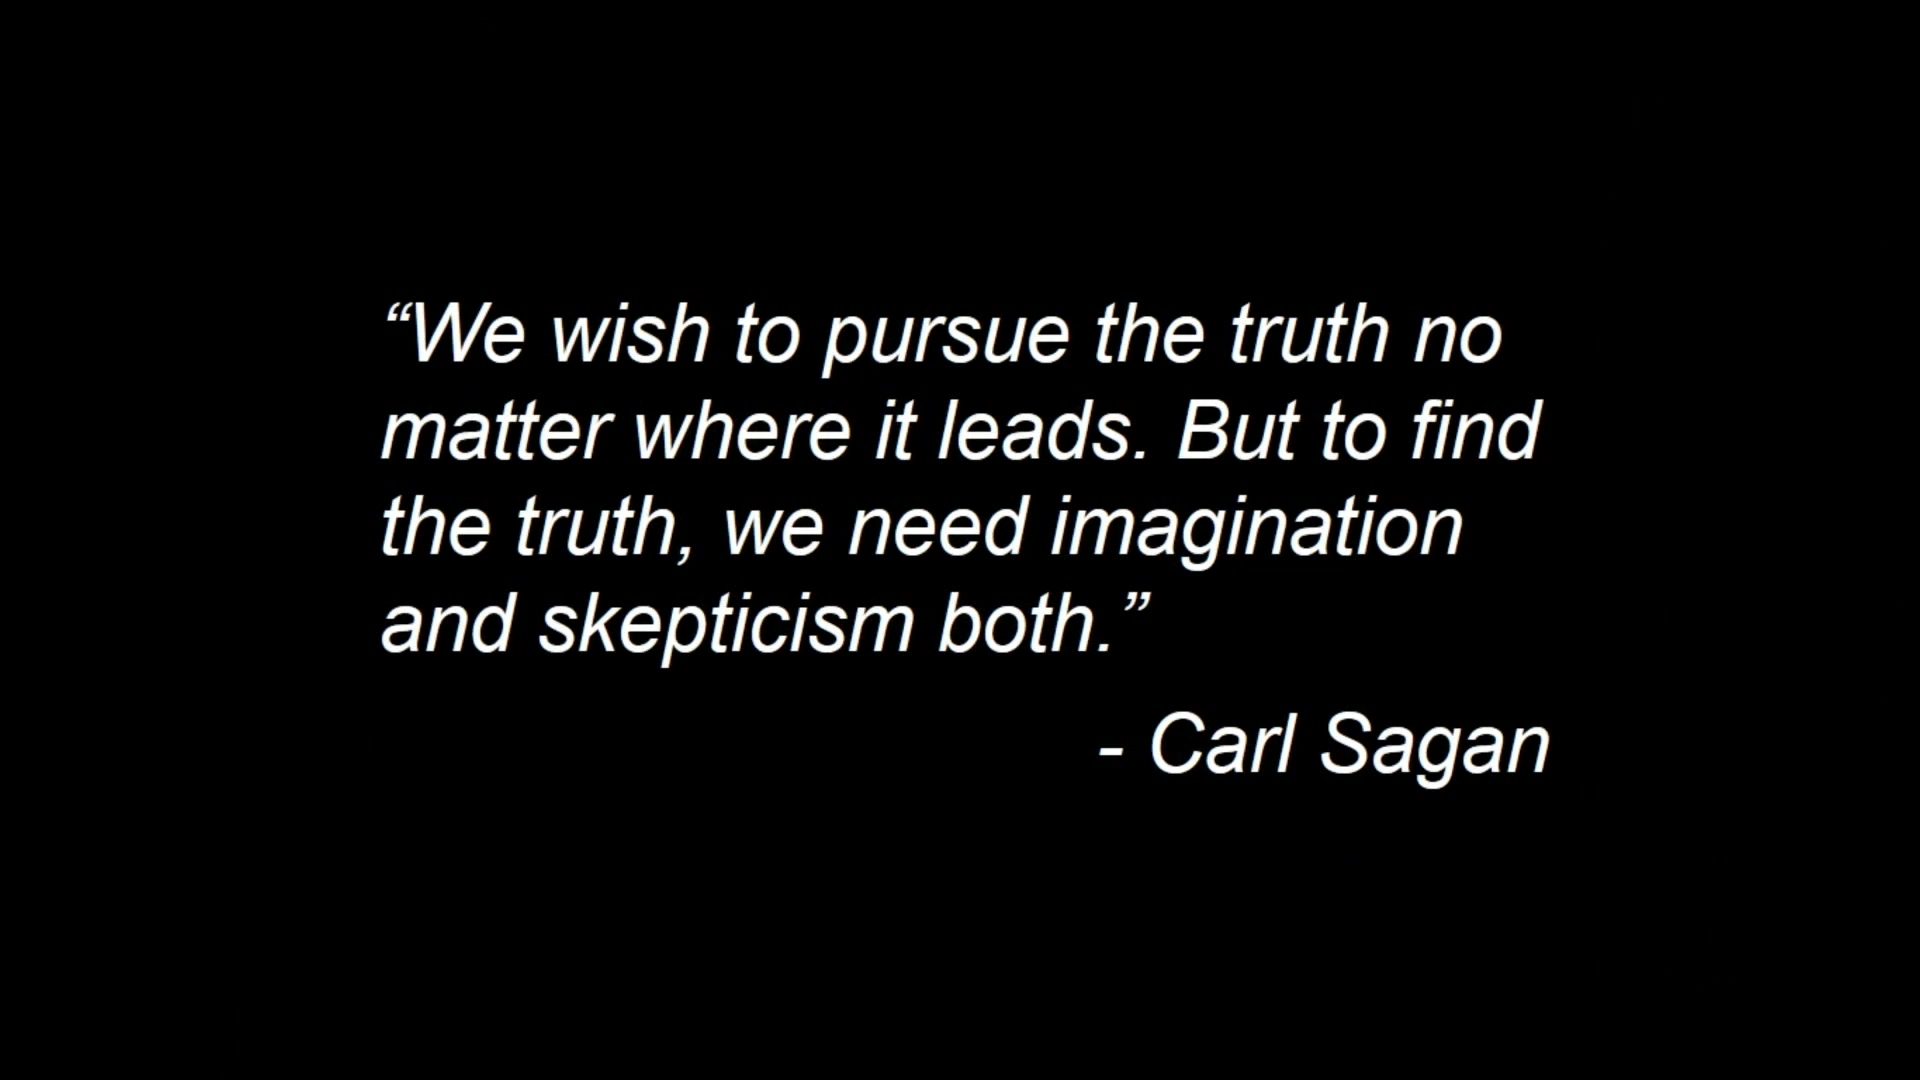 “We wish to pursue the truth no
matter where it leads. But to find
the truth, we need imagination
and skepticism both.”
- Carl Sagan